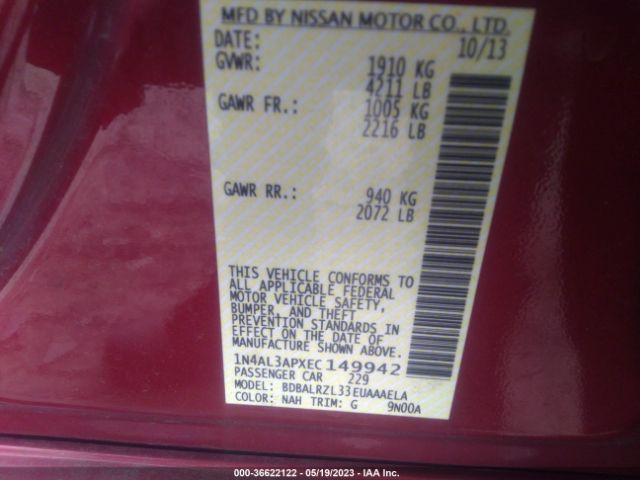 MFD BY NISSAN MOTOR CO., LTD.
DATE: 10/13
GVWR: 1910 KG
4211 LB
GAWR FR.: 1005 KG
2216 LB
GAWR RR.: 940 KG
2072 LB
THIS VEHICLE CONFORMS TO
ALL APPLICABLE FEDERAL
MOTOR VEHICLE SAFETY,
BUMPER, AND THEFT
PREVENTION STANDARDS IN
EFFECT ON THE DATE OF
MANUFACTURE SHOWN ABOVE.
1N4AL3APXEC149942
PASSENGER CAR 229
MODEL: BDBALRZL33EUAAAELA
COLOR: NAH TRIM: G 9N00A
000-36622122 - 05/19/2023 - IAA Inc.